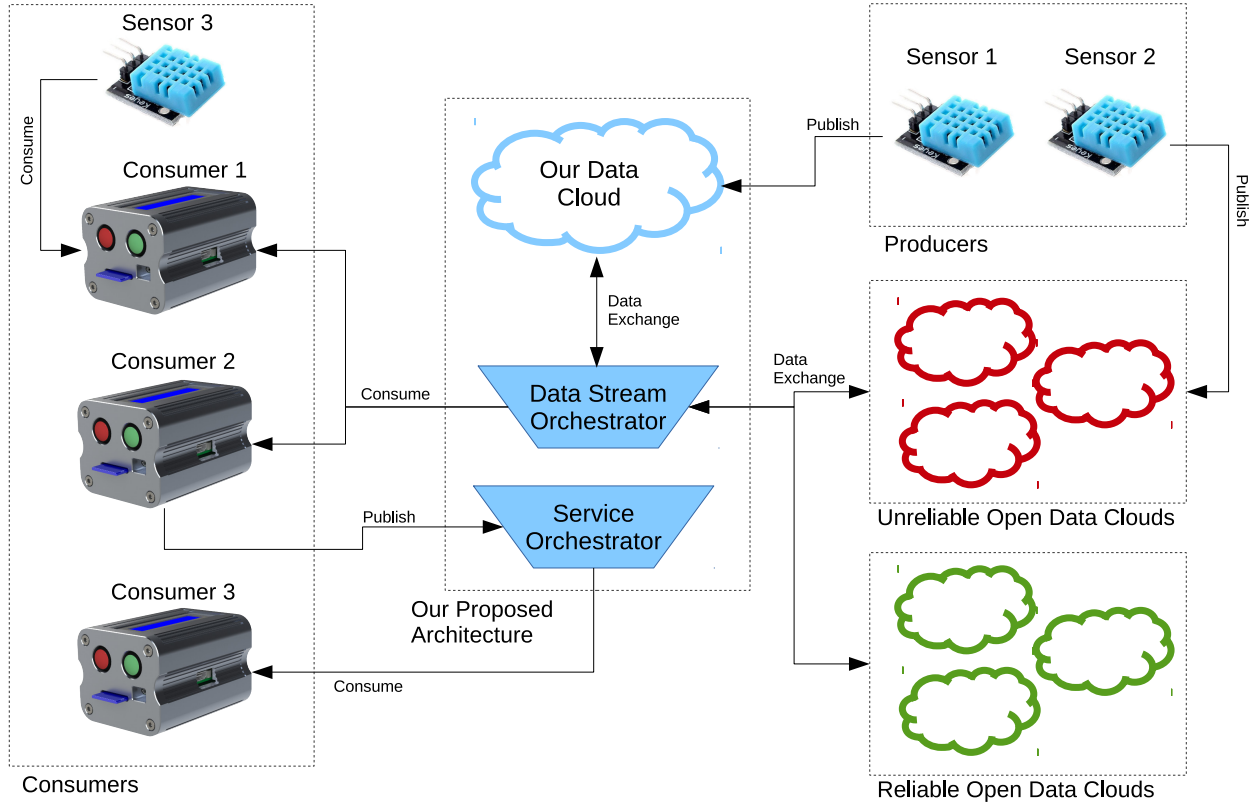 Sensor 3
Consume
Consumer 1
Consumer 2
Consumer 3
Consumers
Our Data
Cloud
Data
Exchange
Data Stream
Orchestrator
Consume
Service
Orchestrator
Publish
Our Proposed
Architecture
Consume
Sensor 1
Sensor 2
Publish
Publish
Producers
Data
Exchange
Unreliable Open Data Clouds
Reliable Open Data Clouds